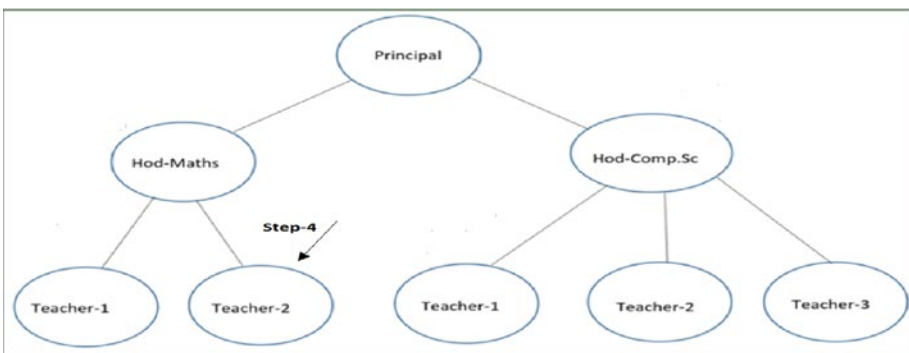 Principal
Hod-Maths
Hod-Comp.Sc
Step-4
Teacher-1
Teacher-2
Teacher-1
Teacher-2
Teacher-3